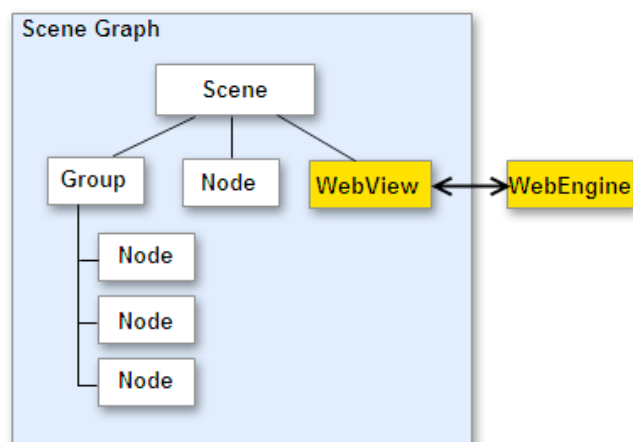 Scene Graph
Scene
Group
Node
WebView
WebEngine
Node
Node
Node